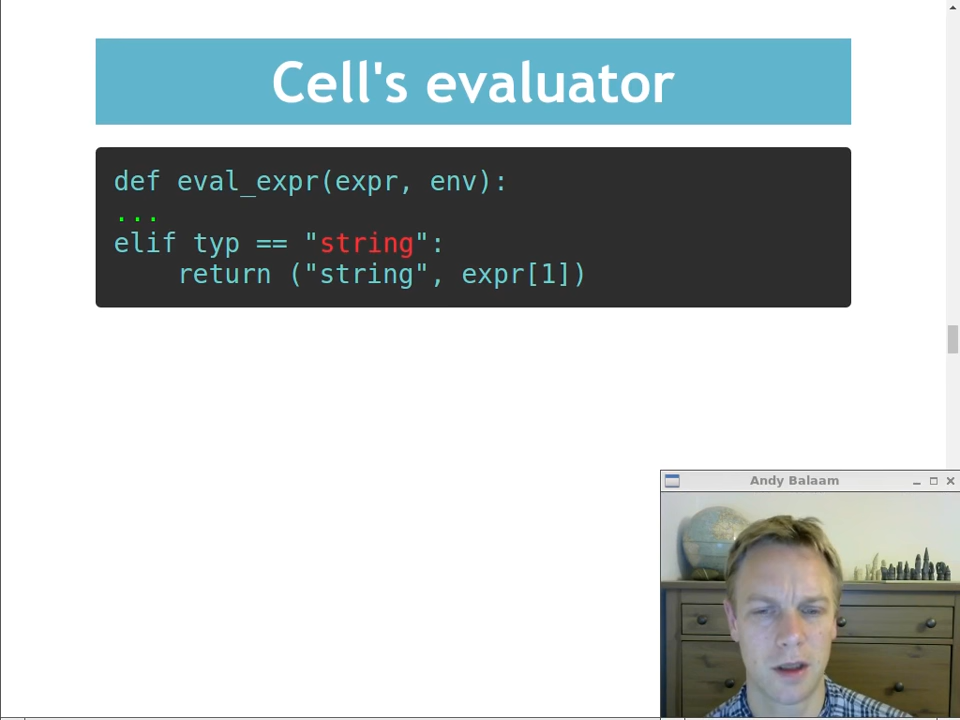 Cell's evaluator
def eval_expr(expr, env):
...
elif typ == "string":
    return ("string", expr[1])
Andy Balaam